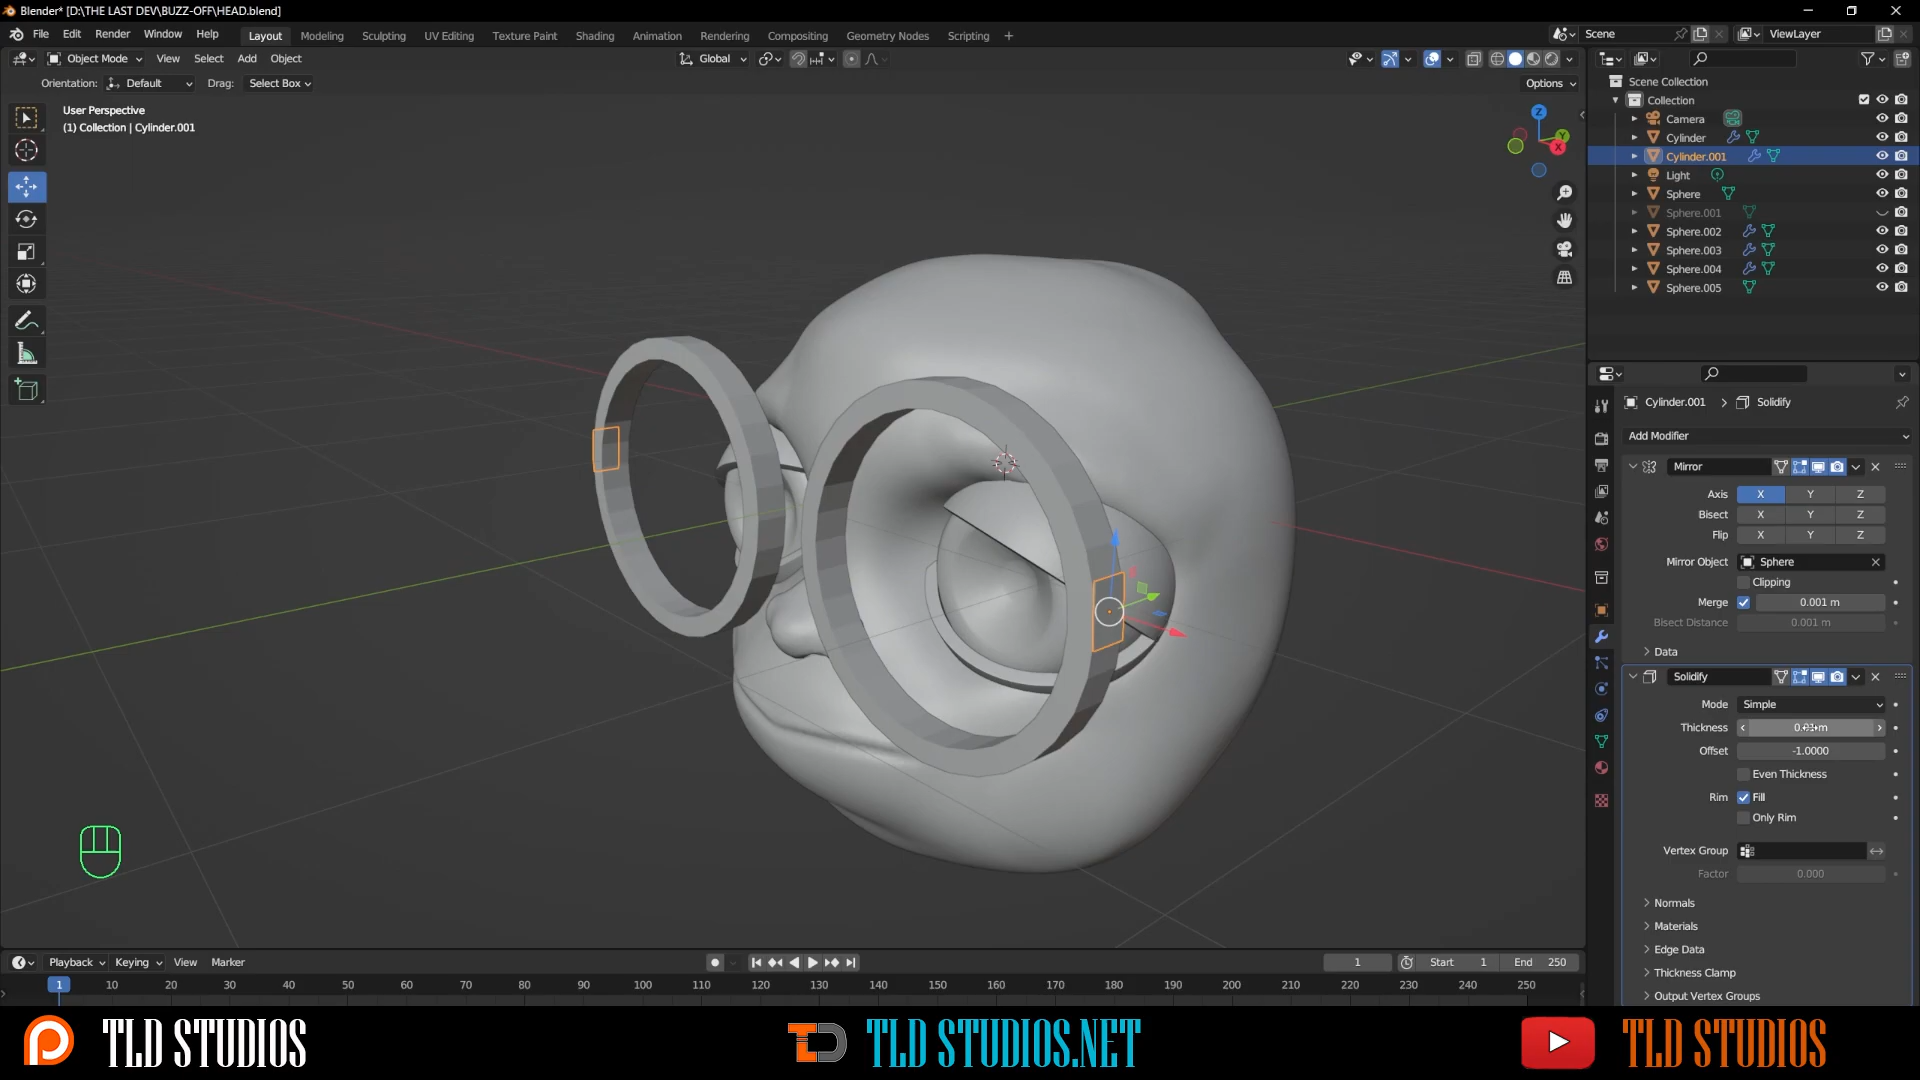 Blender* [D:\THE LAST DEV\BUZZ-OFF\HEAD.blend]
File Edit Render Window Help Layout Modeling Sculpting UV Editing Texture Paint Shading Animation Rendering Compositing Geometry Nodes Scripting + Scene ViewLayer
Object Mode View Select Add Object Global
Orientation: Default Drag: Select Box Options
User Perspective
(1) Collection | Cylinder.001
Z
Y
X
Scene Collection
Collection
Camera
Cylinder
Cylinder.001
Light
Sphere
Sphere.001
Sphere.002
Sphere.003
Sphere.004
Sphere.005
Cylinder.001 > Solidify
Add Modifier
Mirror
Axis X Y Z
Bisect X Y Z
Flip X Y Z
Mirror Object Sphere
Clipping
Merge 0.001 m
Bisect Distance 0.001 m
Data
Solidify
Mode Simple
Thickness 0.01 m
Offset -1.0000
Even Thickness
Rim Fill
Only Rim
Vertex Group
Factor 0.000
Normals
Materials
Edge Data
Thickness Clamp
Output Vertex Groups
Playback Keying View Marker 1 Start 1 End 250
1 10 20 30 40 50 60 70 80 90 100 110 120 130 140 150 160 170 180 190 200 210 220 230 240 250
TLD STUDIOS TLD STUDIOS.NET TLD STUDIOS